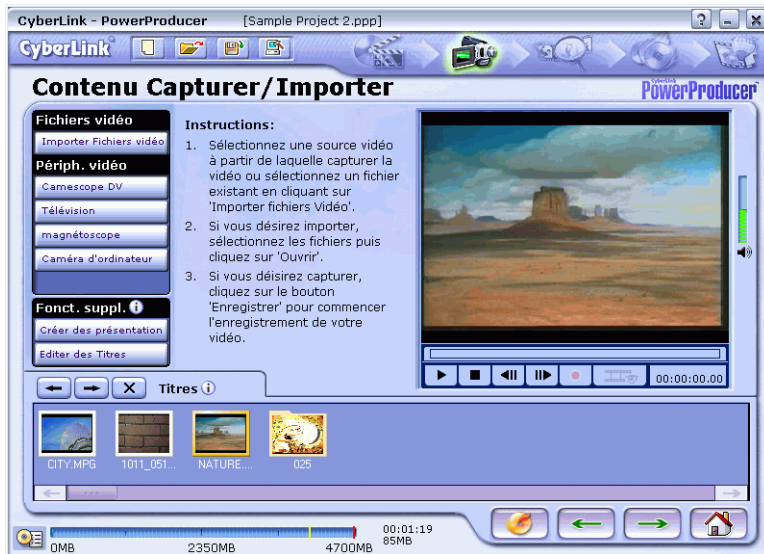 CyberLink - PowerProducer [Sample Project 2.ppp]
CyberLink
Contenu Capturer/Importer
CyberLink
PowerProducer
Fichiers vidéo
Importer Fichiers vidéo
Périph. vidéo
Camescope DV
Télévision
magnétoscope
Caméra d'ordinateur
Fonct. suppl.
Créer des présentation
Editer des Titres
Instructions:
1. Sélectionnez une source vidéo
à partir de laquelle capturer la
vidéo ou sélectionnez un fichier
existant en cliquant sur
'Importer fichiers Vidéo'.
2. Si vous désirez importer,
sélectionnez les fichiers puis
cliquez sur 'Ouvrir'.
3. Si vous déisirez capturer,
cliquez sur le bouton
'Enregistrer' pour commencer
l'enregistrement de votre
vidéo.
00:00:00.00
Titres
CITY.MPG
1011_051...
NATURE....
025
00:01:19
85MB
0MB
2350MB
4700MB